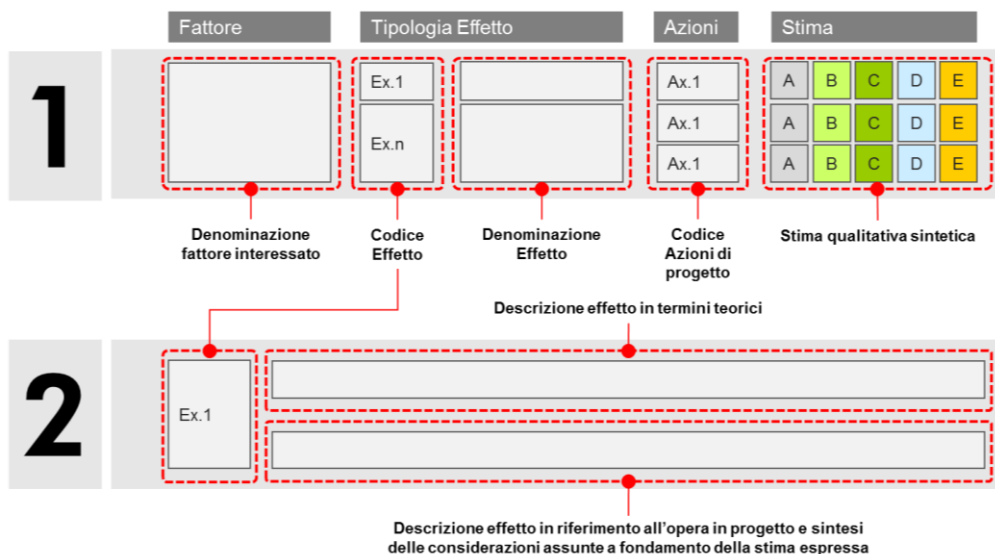 Fattore
Tipologia Effetto
Azioni
Stima
1
Ex.1
Ax.1
A B C D E
Ex.n
Ax.1
A B C D E
Ax.1
A B C D E
Denominazione
fattore interessato
Codice
Effetto
Denominazione
Effetto
Codice
Azioni di
progetto
Stima qualitativa sintetica
Descrizione effetto in termini teorici
2
Ex.1
Descrizione effetto in riferimento all'opera in progetto e sintesi
delle considerazioni assunte a fondamento della stima espressa